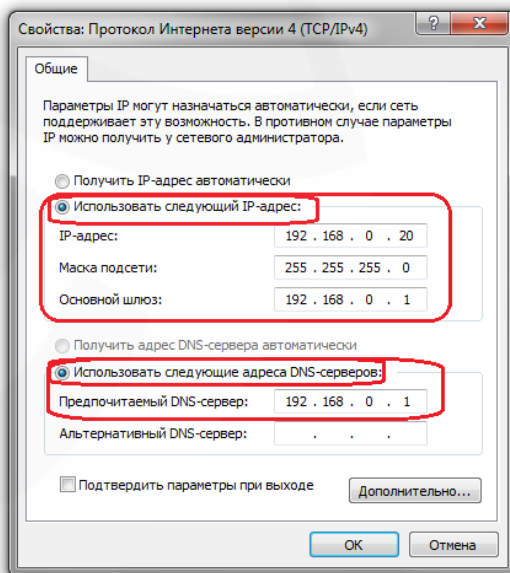 Свойства: Протокол Интернета версии 4 (TCP/IPv4)
Общие
Параметры IP могут назначаться автоматически, если сеть
поддерживает эту возможность. В противном случае параметры
IP можно получить у сетевого администратора.
Получить IP-адрес автоматически
Использовать следующий IP-адрес:
IP-адрес: 192 . 168 . 0 . 20
Маска подсети: 255 . 255 . 255 . 0
Основной шлюз: 192 . 168 . 0 . 1
Получить адрес DNS-сервера автоматически
Использовать следующие адреса DNS-серверов:
Предпочитаемый DNS-сервер: 192 . 168 . 0 . 1
Альтернативный DNS-сервер: . . .
Подтвердить параметры при выходе
Дополнительно...
OK Отмена